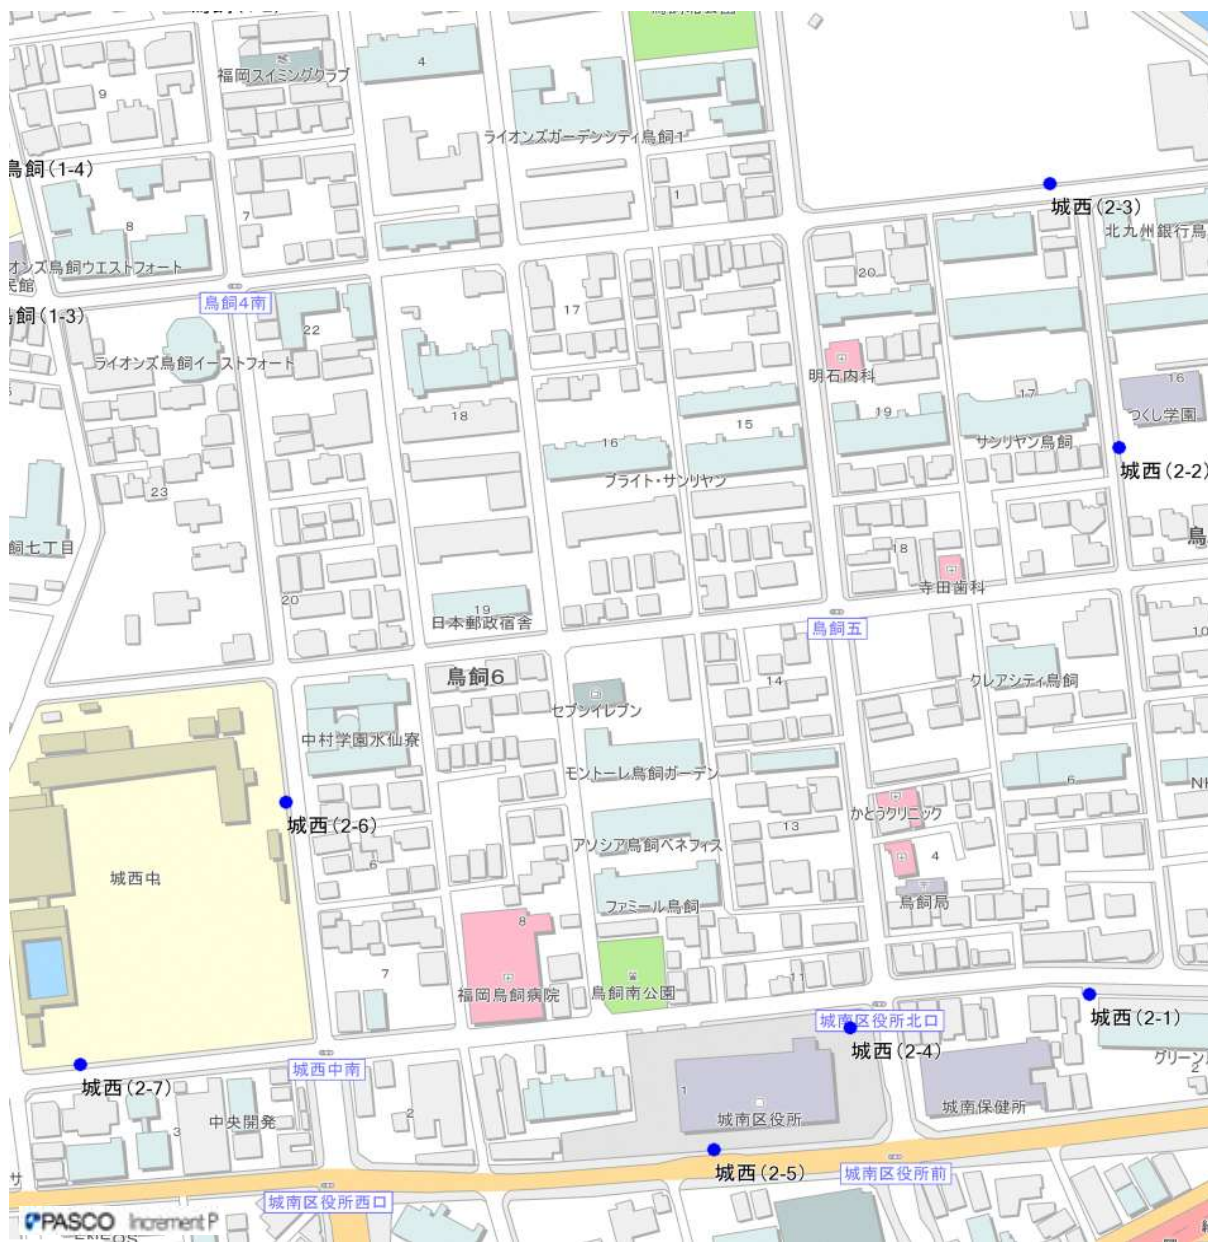 4
福岡スイミングクラブ
9
ライオンズガーデンシティ鳥飼1
鳥飼(1-4)
7
1
城西(2-3)
8
北九州銀行鳥
オンズ鳥飼ウエストフォート
民館
20
鳥飼4南
17
飼(1-3)
22
ライオンズ鳥飼イーストフォート
明石内科
16
つくし学園
18
15
19
17
16
サンリヤン鳥飼
城西(2-2)
ブライト・サンリヤン
23
鳥
飼七丁目
18
寺田歯科
20
19
日本郵政宿舎
鳥飼五
10
鳥飼6
14
クレアシティ鳥飼
セブンイレブン
中村学園水仙寮
モントーレ鳥飼ガーデン
6
かとうクリニック
城西(2-6)
13
アソシア鳥飼ベネフィス
6
4
城西中
鳥飼局
ファミール鳥飼
8
7
11
福岡鳥飼病院
鳥飼南公園
城南区役所北口
城西(2-1)
城西(2-4)
城西中南
グリーン
城西(2-7)
2
1
2
城南保健所
中央開発
城南区役所
3
城西(2-5)
城南区役所前
サ
城南区役所西口
PASCO Increment P